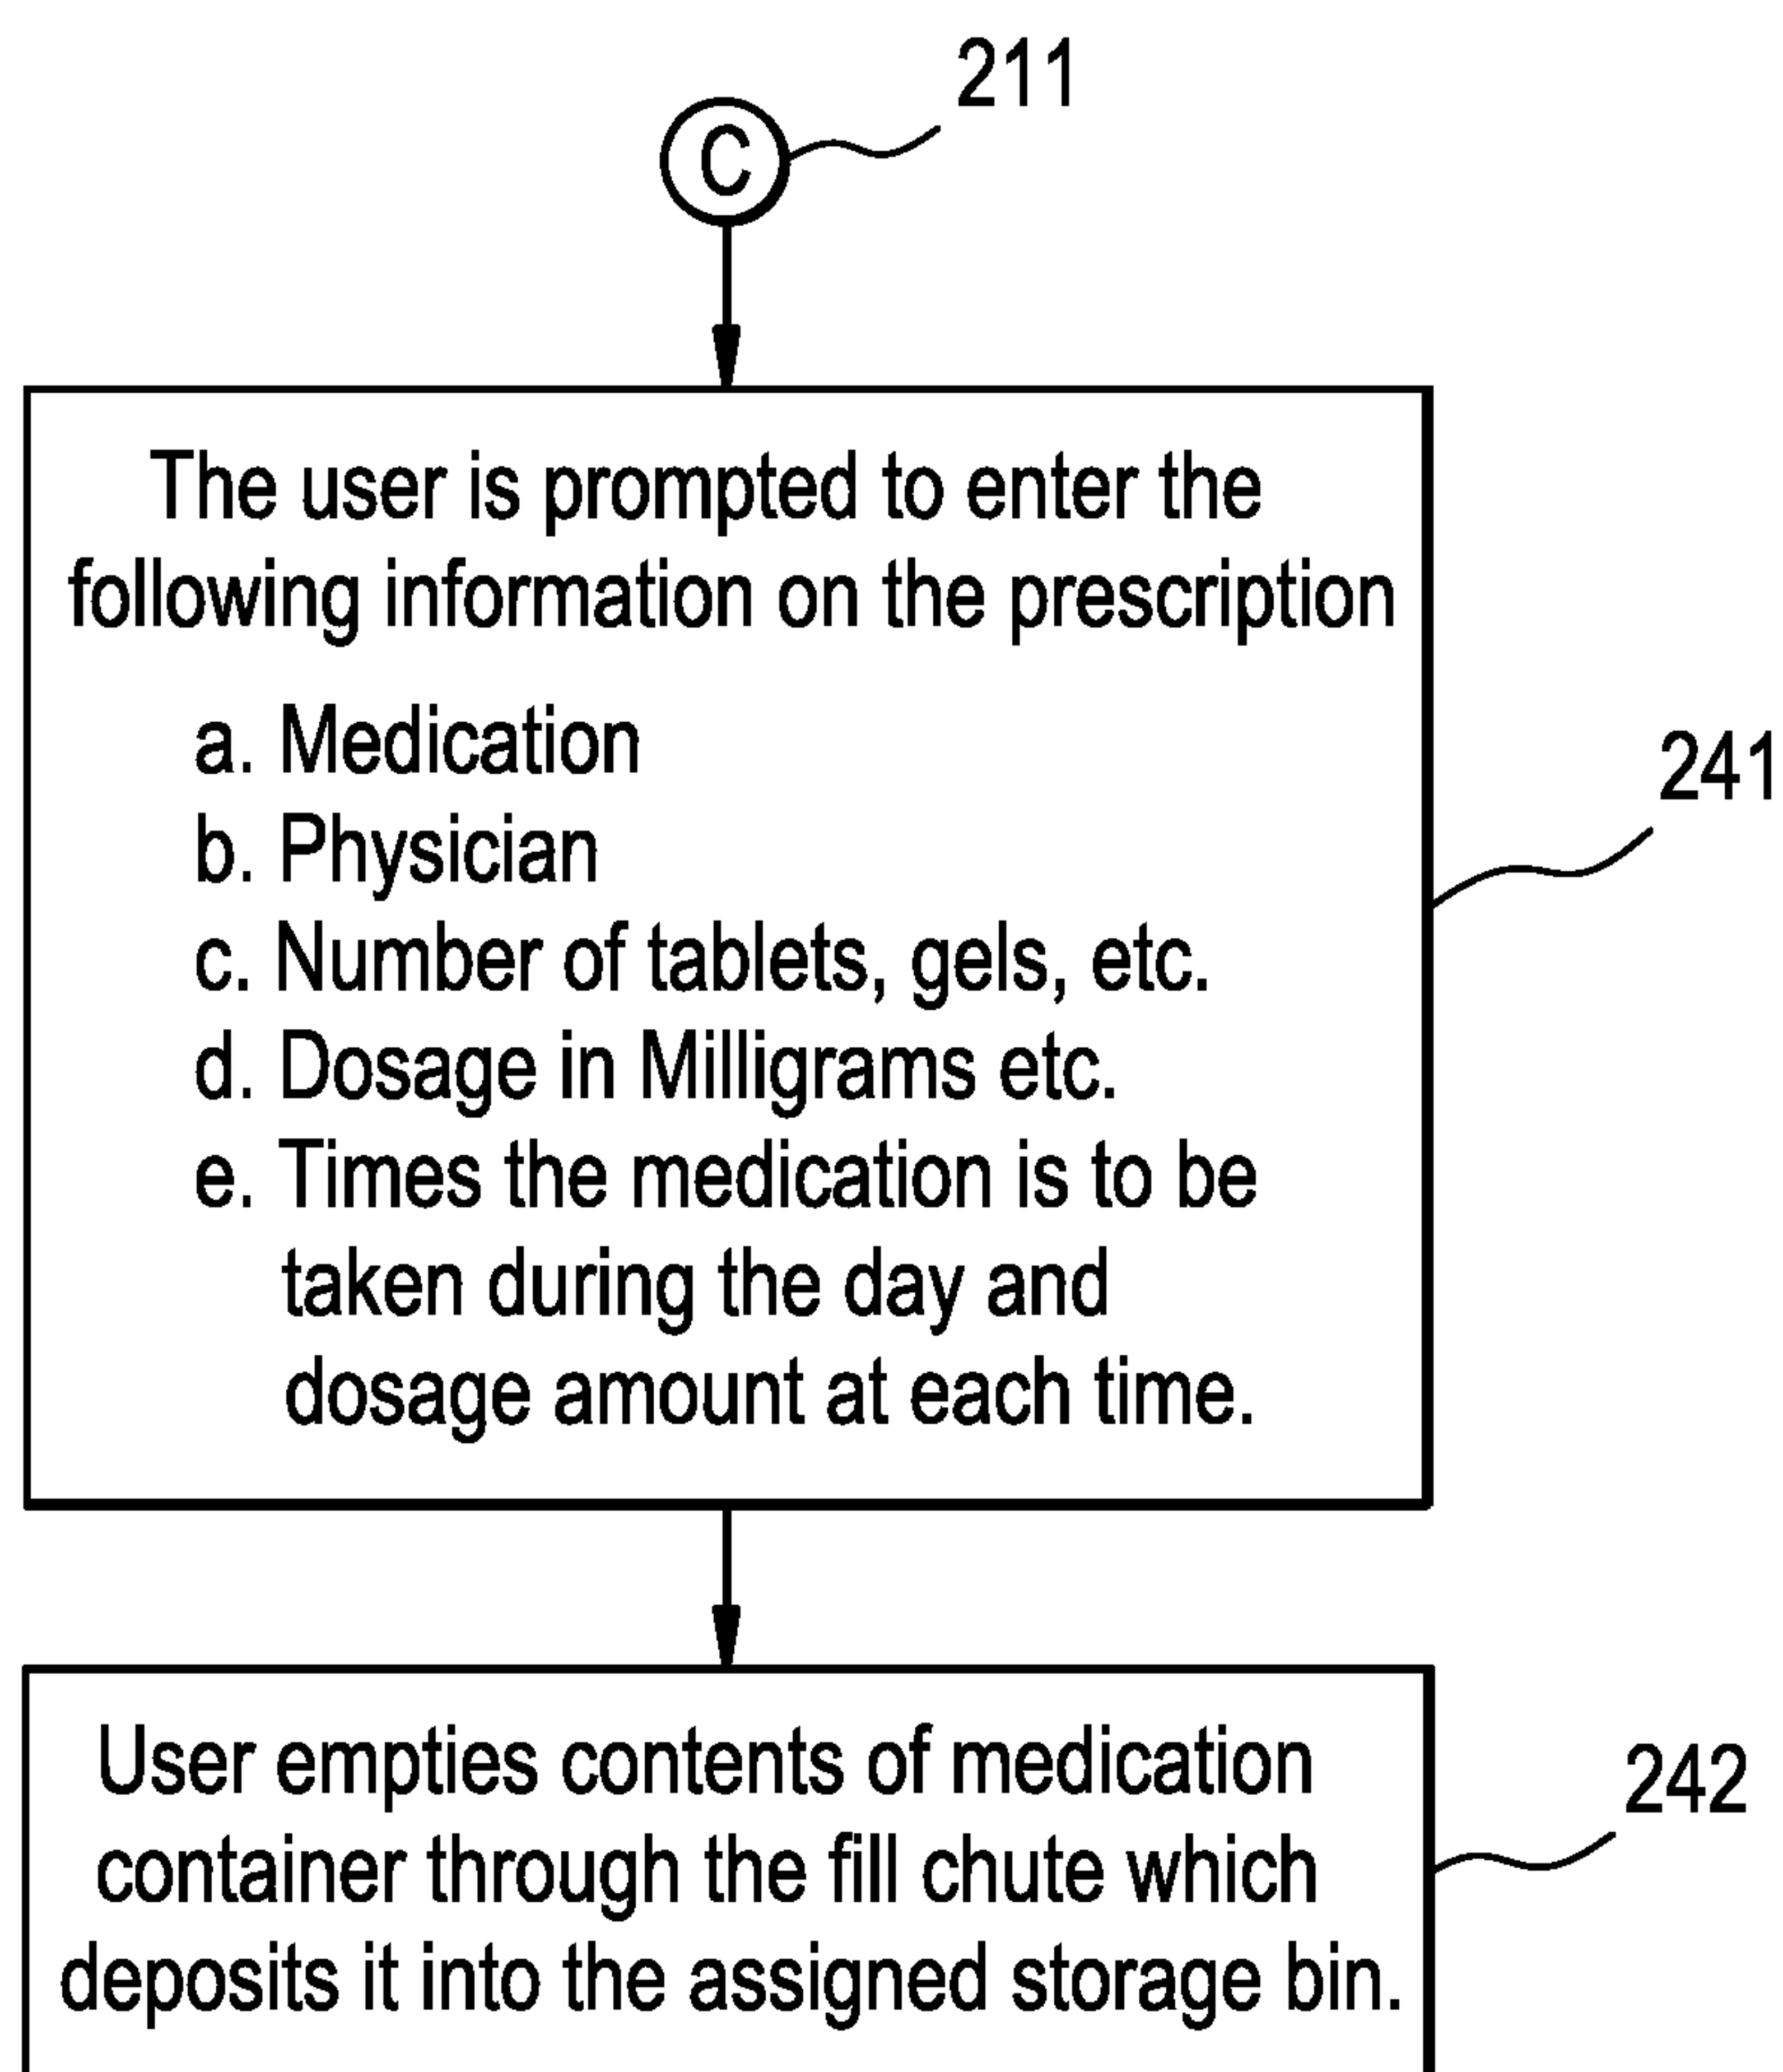 211
C
The user is prompted to enter the
following information on the prescription
a. Medication
b. Physician
c. Number of tablets, gels, etc.
d. Dosage in Milligrams etc.
e. Times the medication is to be
taken during the day and
dosage amount at each time.
241
User empties contents of medication
container through the fill chute which
deposits it into the assigned storage bin.
242